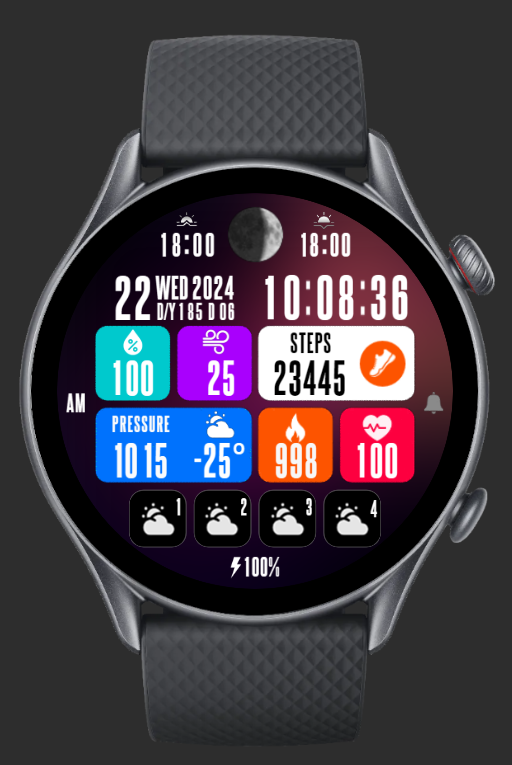 18:00 18:00
22 WED 2024 10:08:36
D/Y185 D 06
% STEPS
100 25 23445
AM
PRESSURE
1015 -25° 998 100
1 2 3 4
100%